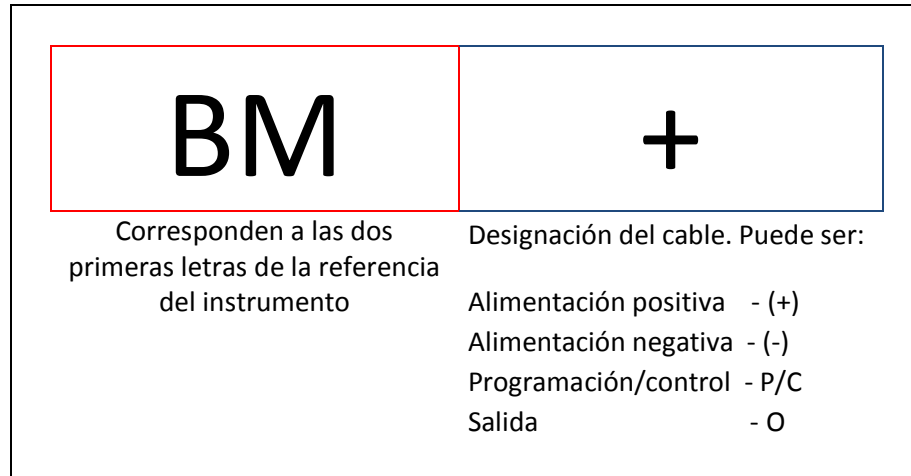 BM +
Corresponden a las dos
primeras letras de la referencia
del instrumento
Designación del cable. Puede ser:
Alimentación positiva - (+)
Alimentación negativa - (-)
Programación/control - P/C
Salida - O